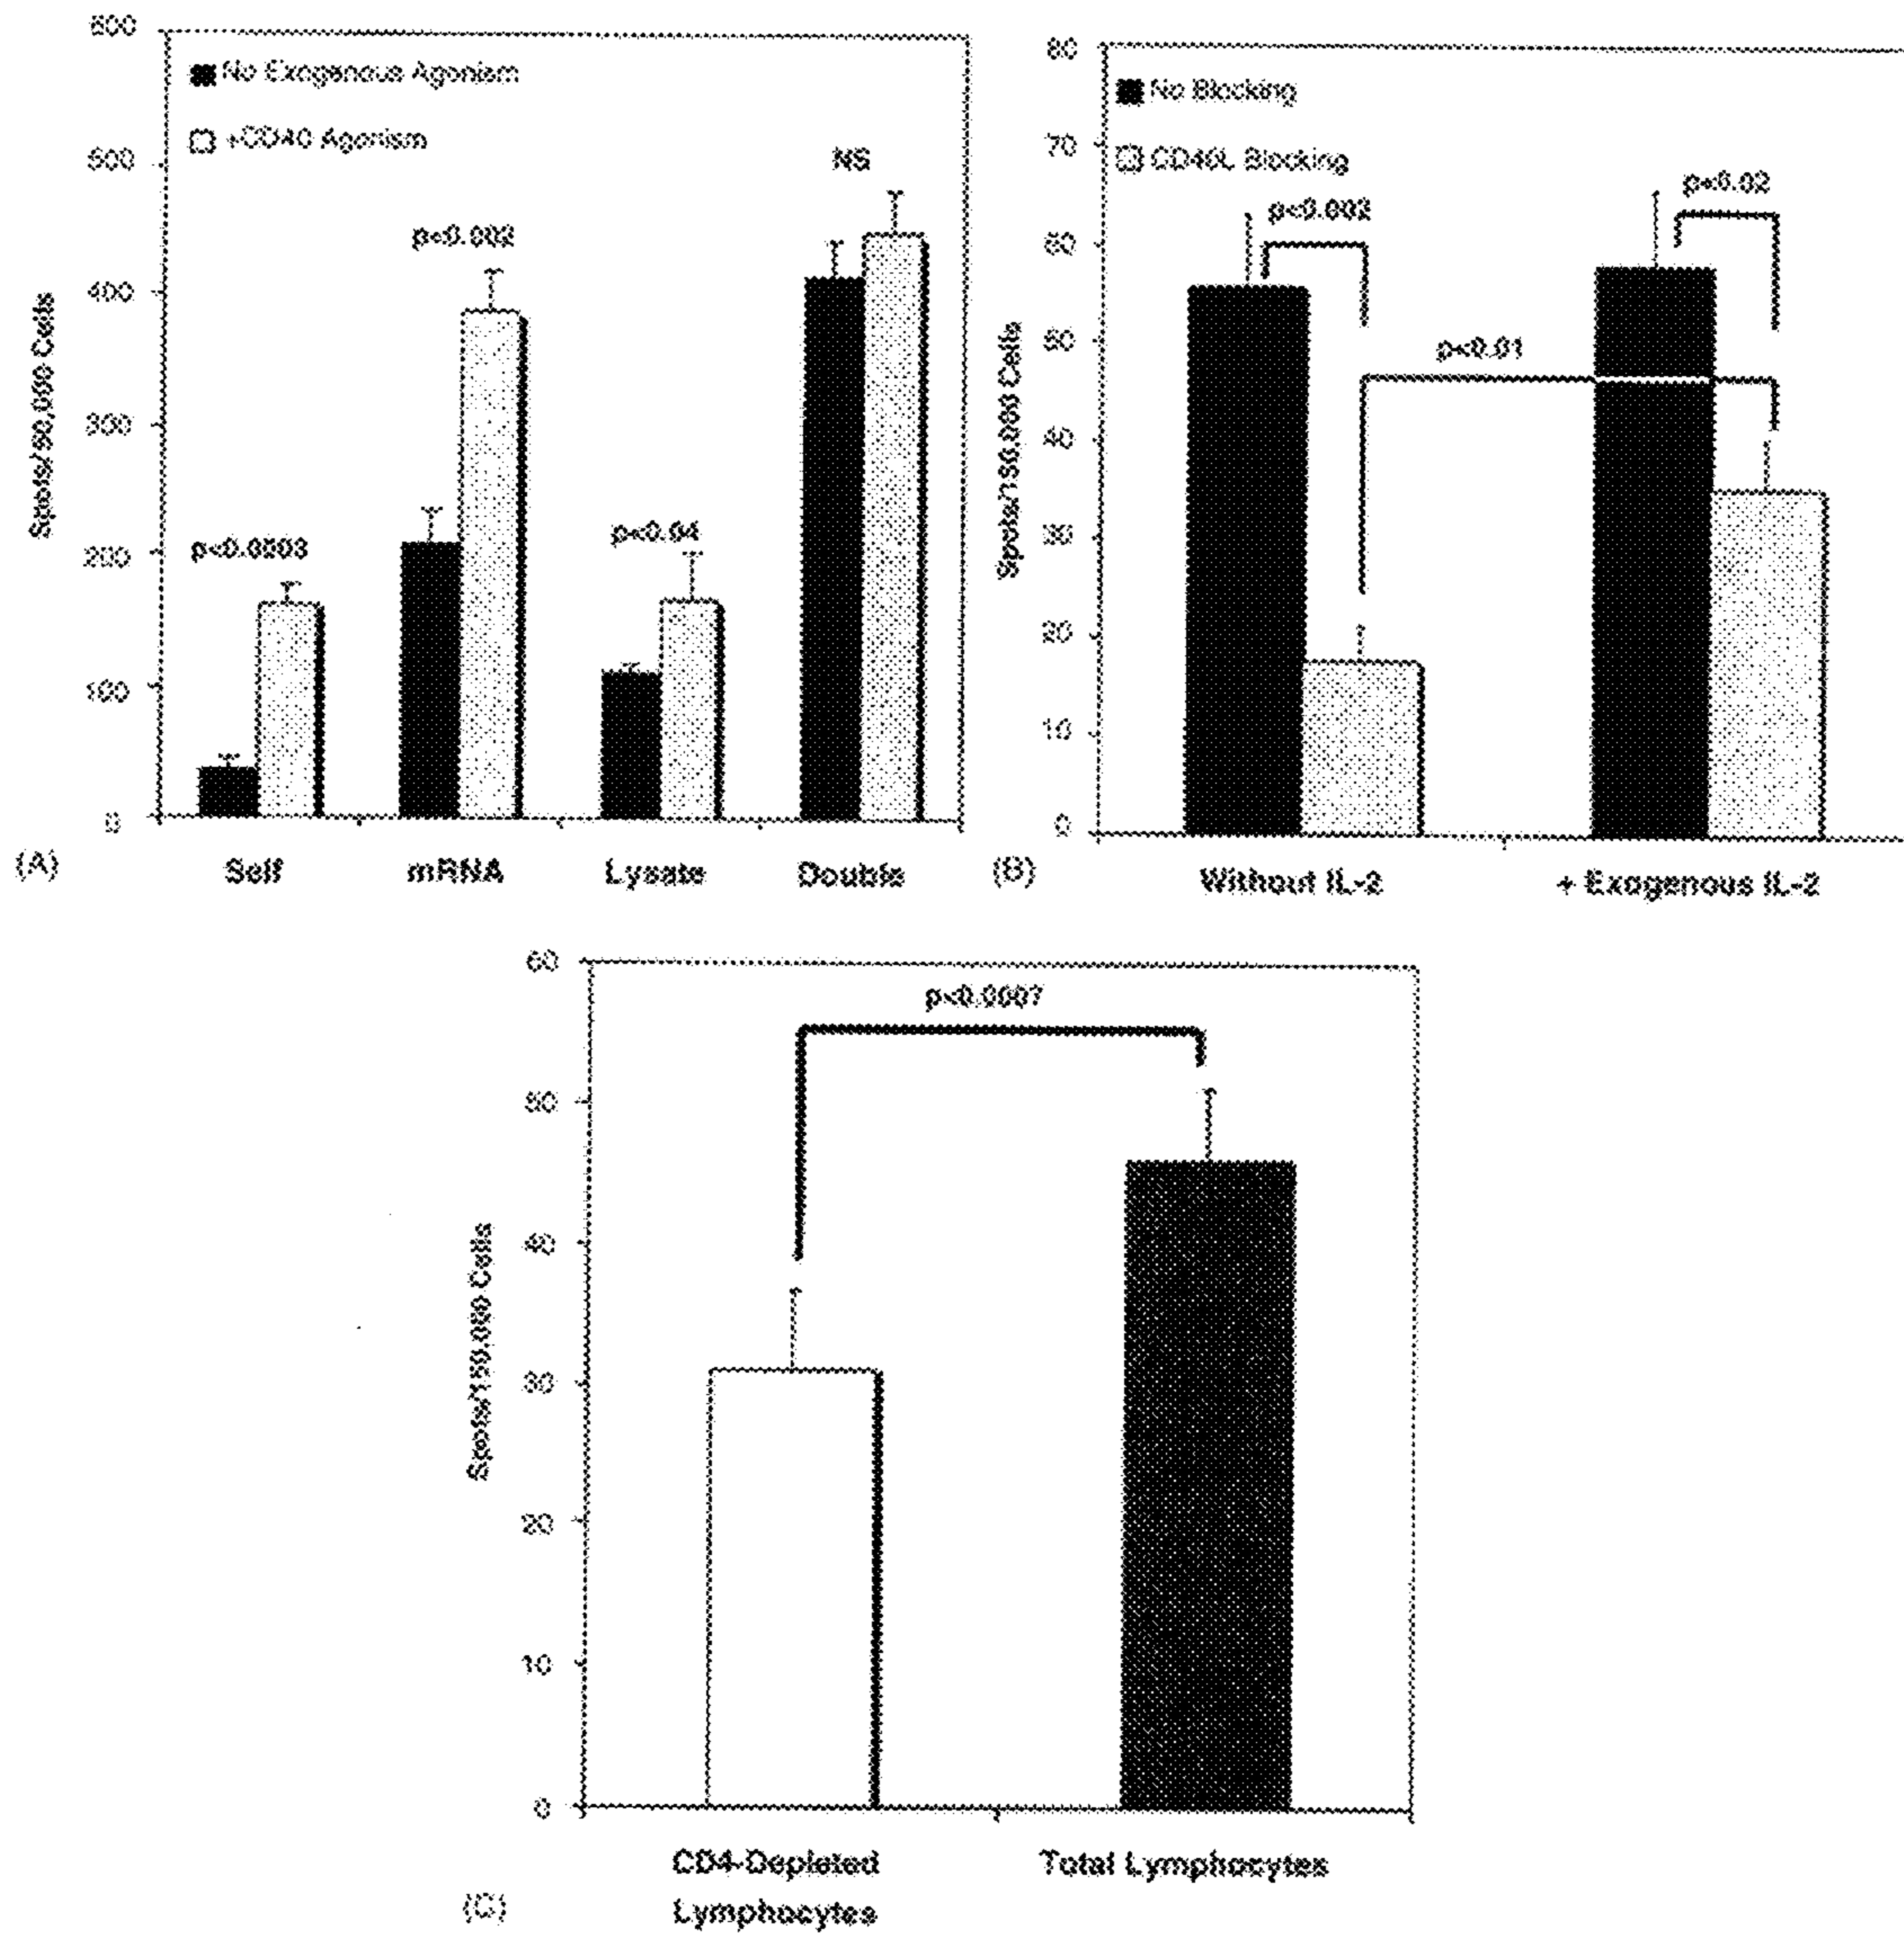 600
500
400
300
200
100
0
Spots/50,000 Cells
No Exogenous Agonism
+CD40 Agonism
p<0.0003
p<0.002
p<0.04
NS
Self
mRNA
Lysate
Double
(A)
80
70
60
50
40
30
20
10
0
Spots/150,000 Cells
No Blocking
CD40L Blocking
p<0.002
p<0.02
p<0.01
Without IL-2
+ Exogenous IL-2
(B)
60
50
40
30
20
10
0
Spots/150,000 Cells
p<0.0007
CD4-Depleted
Lymphocytes
Total Lymphocytes
(C)